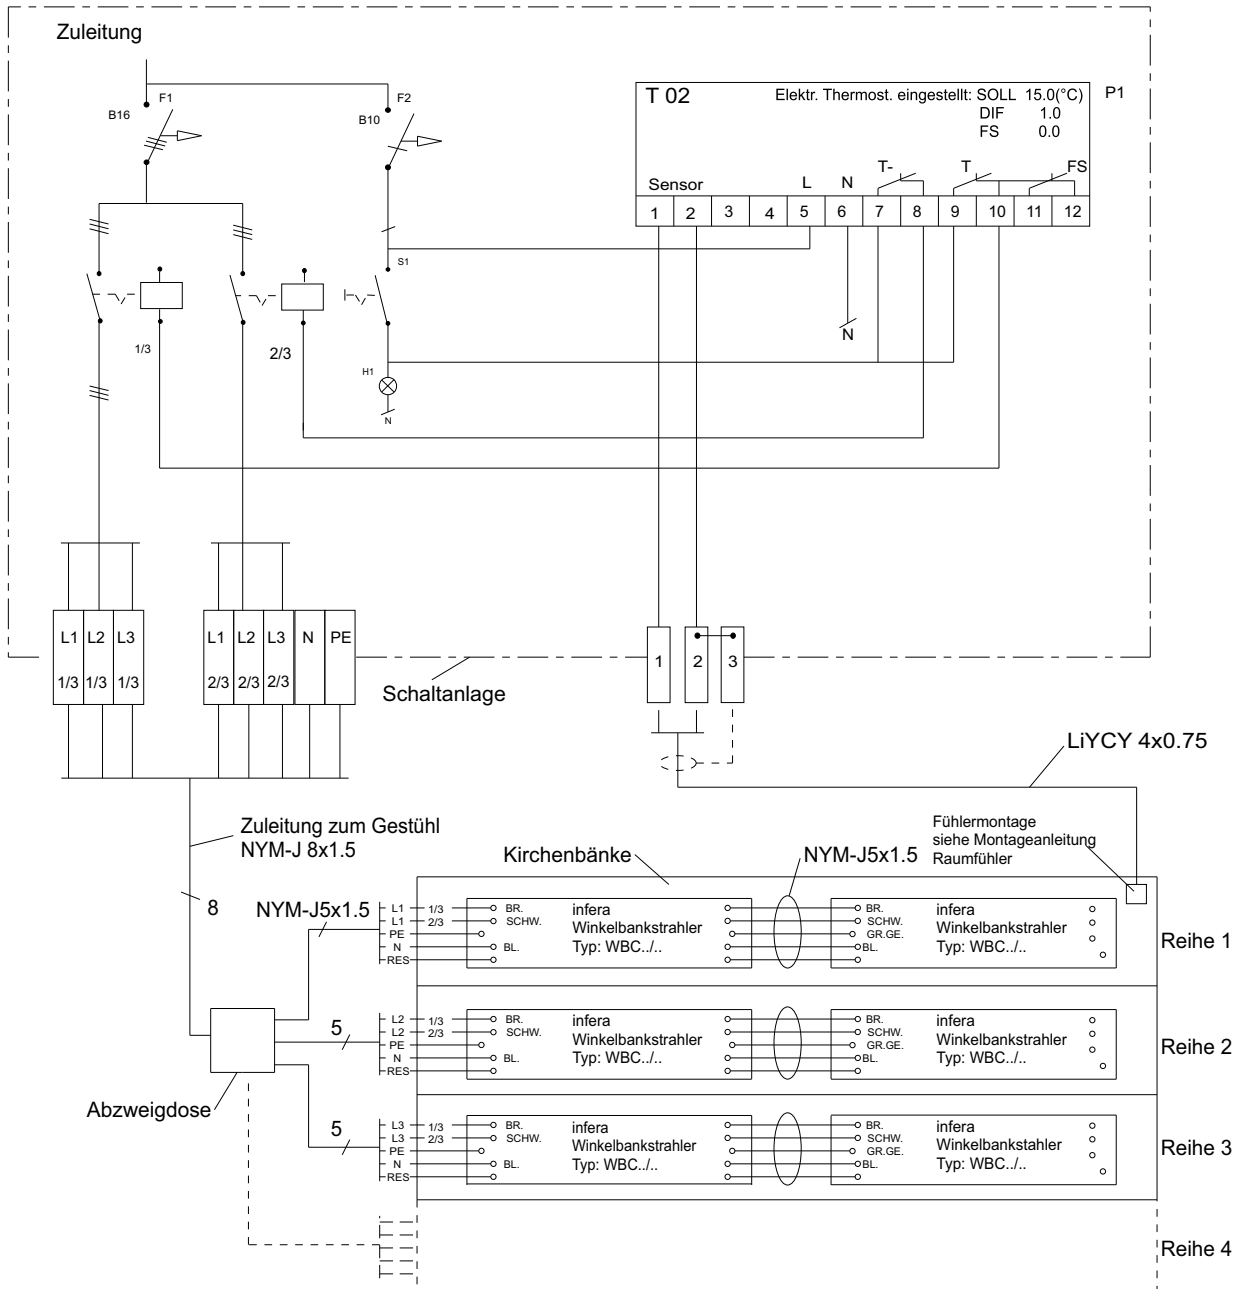 Zuleitung
F1
B16
F2
B10
T 02
Elektr. Thermost. eingestellt: SOLL 15.0(°C)
DIF 1.0
FS 0.0
P1
T-
T
FS
Sensor
L
N
1 2 3 4 5 6 7 8 9 10 11 12
S1
1/3
2/3
N
H1
N
L1 L2 L3
1/3 1/3 1/3
L1 L2 L3 N PE
2/3 2/3 2/3
1 2 3
Schaltanlage
LiYCY 4x0.75
Zuleitung zum Gestühl
NYM-J 8x1.5
Fühlermontage
siehe Montageanleitung
Raumfühler
Kirchenbänke
NYM-J5x1.5
8
NYM-J5x1.5
L1 1/3 BR.
L1 2/3 SCHW.
PE
N BL.
RES
infera
Winkelbankstrahler
Typ: WBC../..
BR.
SCHW.
GR.GE.
BL.
infera
Winkelbankstrahler
Typ: WBC../..
Reihe 1
5
L2 1/3 BR.
L2 2/3 SCHW.
PE
N BL.
RES
infera
Winkelbankstrahler
Typ: WBC../..
BR.
SCHW.
GR.GE.
BL.
infera
Winkelbankstrahler
Typ: WBC../..
Reihe 2
Abzweigdose
5
L3 1/3 BR.
L3 2/3 SCHW.
PE
N BL.
RES
infera
Winkelbankstrahler
Typ: WBC../..
BR.
SCHW.
GR.GE.
BL.
infera
Winkelbankstahler
Typ: WBC../..
Reihe 3
Reihe 4